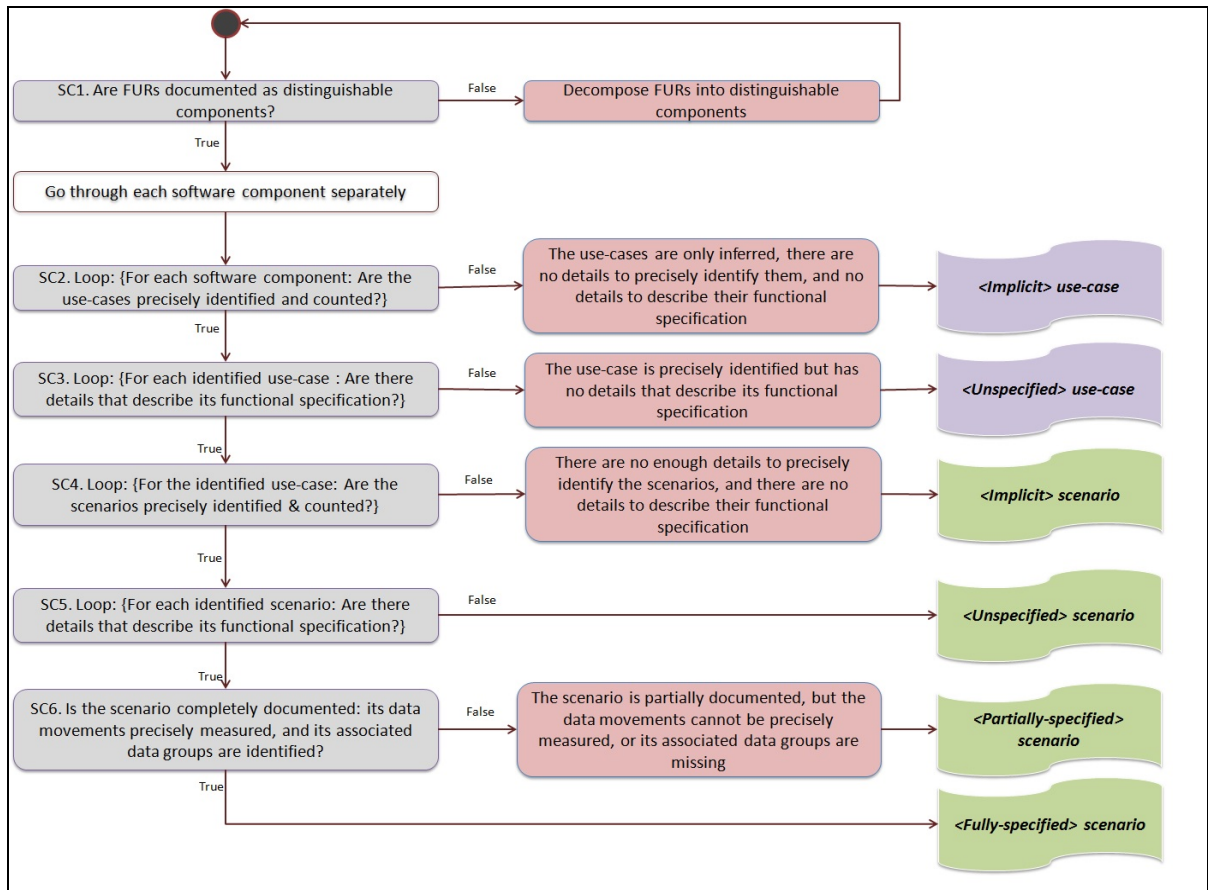 SC1. Are FURs documented as distinguishable
components?
False
Decompose FURs into distinguishable
components
True
Go through each software component separately
SC2. Loop: {For each software component: Are the
use-cases precisely identified and counted?}
False
The use-cases are only inferred, there are
no details to precisely identify them, and no
details to describe their functional
specification
<Implicit> use-case
True
SC3. Loop: {For each identified use-case : Are there
details that describe its functional specification?}
False
The use-case is precisely identified but has
no details that describe its functional
specification
<Unspecified> use-case
True
SC4. Loop: {For the identified use-case: Are the
scenarios precisely identified & counted?}
False
There are no enough details to precisely
identify the scenarios, and there are no
details to describe their functional
specification
<Implicit> scenario
True
SC5. Loop: {For each identified scenario: Are there
details that describe its functional specification?}
False
<Unspecified> scenario
True
SC6. Is the scenario completely documented: its data
movements precisely measured, and its associated
data groups are identified?
False
The scenario is partially documented, but the
data movements cannot be precisely
measured, or its associated data groups are
missing
<Partially-specified>
scenario
True
<Fully-specified> scenario